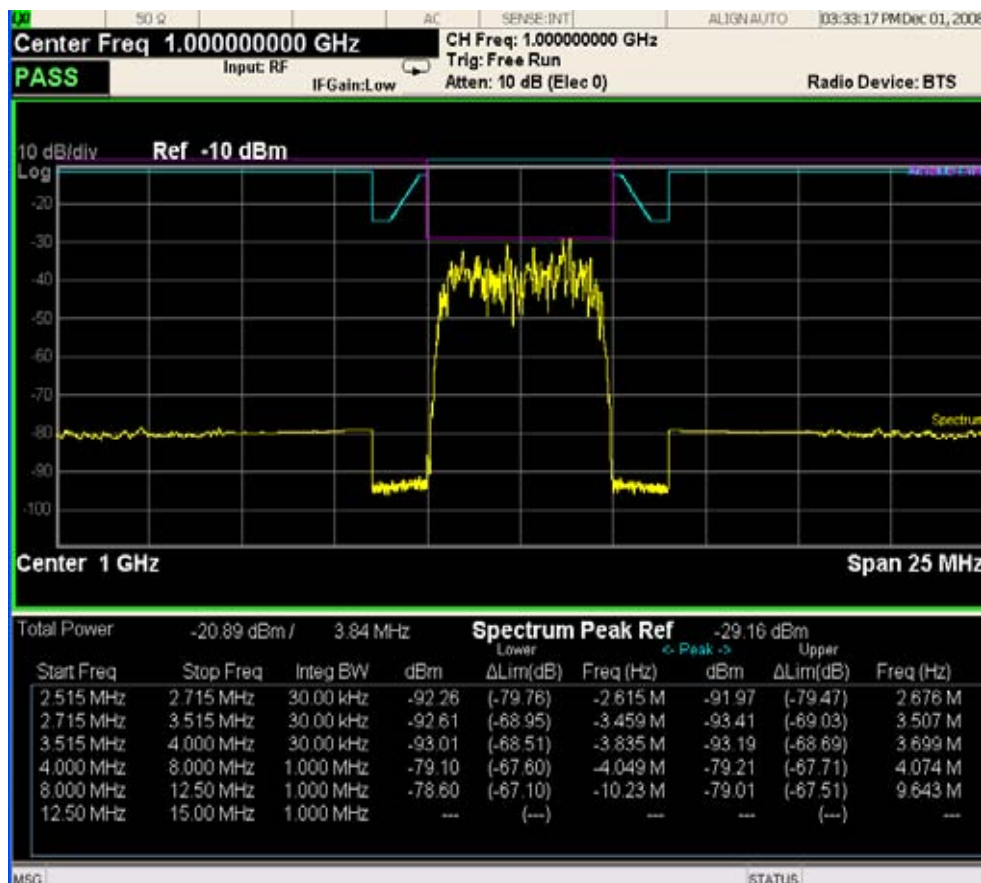 LXI 50 Ω AC SENSE:INT ALIGN AUTO 03:33:17 PM Dec 01, 2008
Center Freq 1.000000000 GHz CH Freq: 1.000000000 GHz
PASS Input: RF Trig: Free Run
IFGain:Low Atten: 10 dB (Elec 0) Radio Device: BTS
10 dB/div Ref -10 dBm
Log
-20
-30
-40
-50
-60
-70
-80
-90
-100
Spectrum
Center 1 GHz Span 25 MHz
Total Power -20.89 dBm / 3.84 MHz Spectrum Peak Ref -29.16 dBm
Lower <- Peak -> Upper
Start Freq Stop Freq Integ BW dBm ΔLim(dB) Freq (Hz) dBm ΔLim(dB) Freq (Hz)
2.515 MHz 2.715 MHz 30.00 kHz -92.26 (-79.76) -2.615 M -91.97 (-79.47) 2.676 M
2.715 MHz 3.515 MHz 30.00 kHz -92.61 (-68.95) -3.459 M -93.41 (-69.03) 3.507 M
3.515 MHz 4.000 MHz 30.00 kHz -93.01 (-68.51) -3.835 M -93.19 (-68.69) 3.699 M
4.000 MHz 8.000 MHz 1.000 MHz -79.10 (-67.60) -4.049 M -79.21 (-67.71) 4.074 M
8.000 MHz 12.50 MHz 1.000 MHz -78.60 (-67.10) -10.23 M -79.01 (-67.51) 9.643 M
12.50 MHz 15.00 MHz 1.000 MHz --- (---) --- --- (---) ---
MSG STATUS